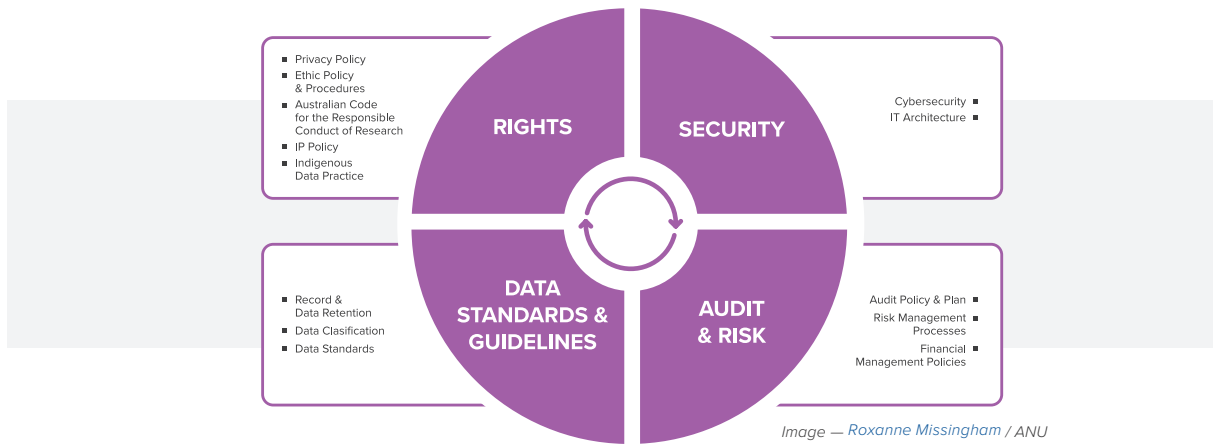 Privacy Policy
Ethic Policy
& Procedures
Australian Code
for the Responsible
Conduct of Research
IP Policy
Indigenous
Data Practice
RIGHTS
SECURITY
Cybersecurity
IT Architecture
Record &
Data Retention
Data Clasification
Data Standards
DATA
STANDARDS &
GUIDELINES
AUDIT
& RISK
Audit Policy & Plan
Risk Management
Processes
Financial
Management Policies
Image — Roxanne Missingham / ANU